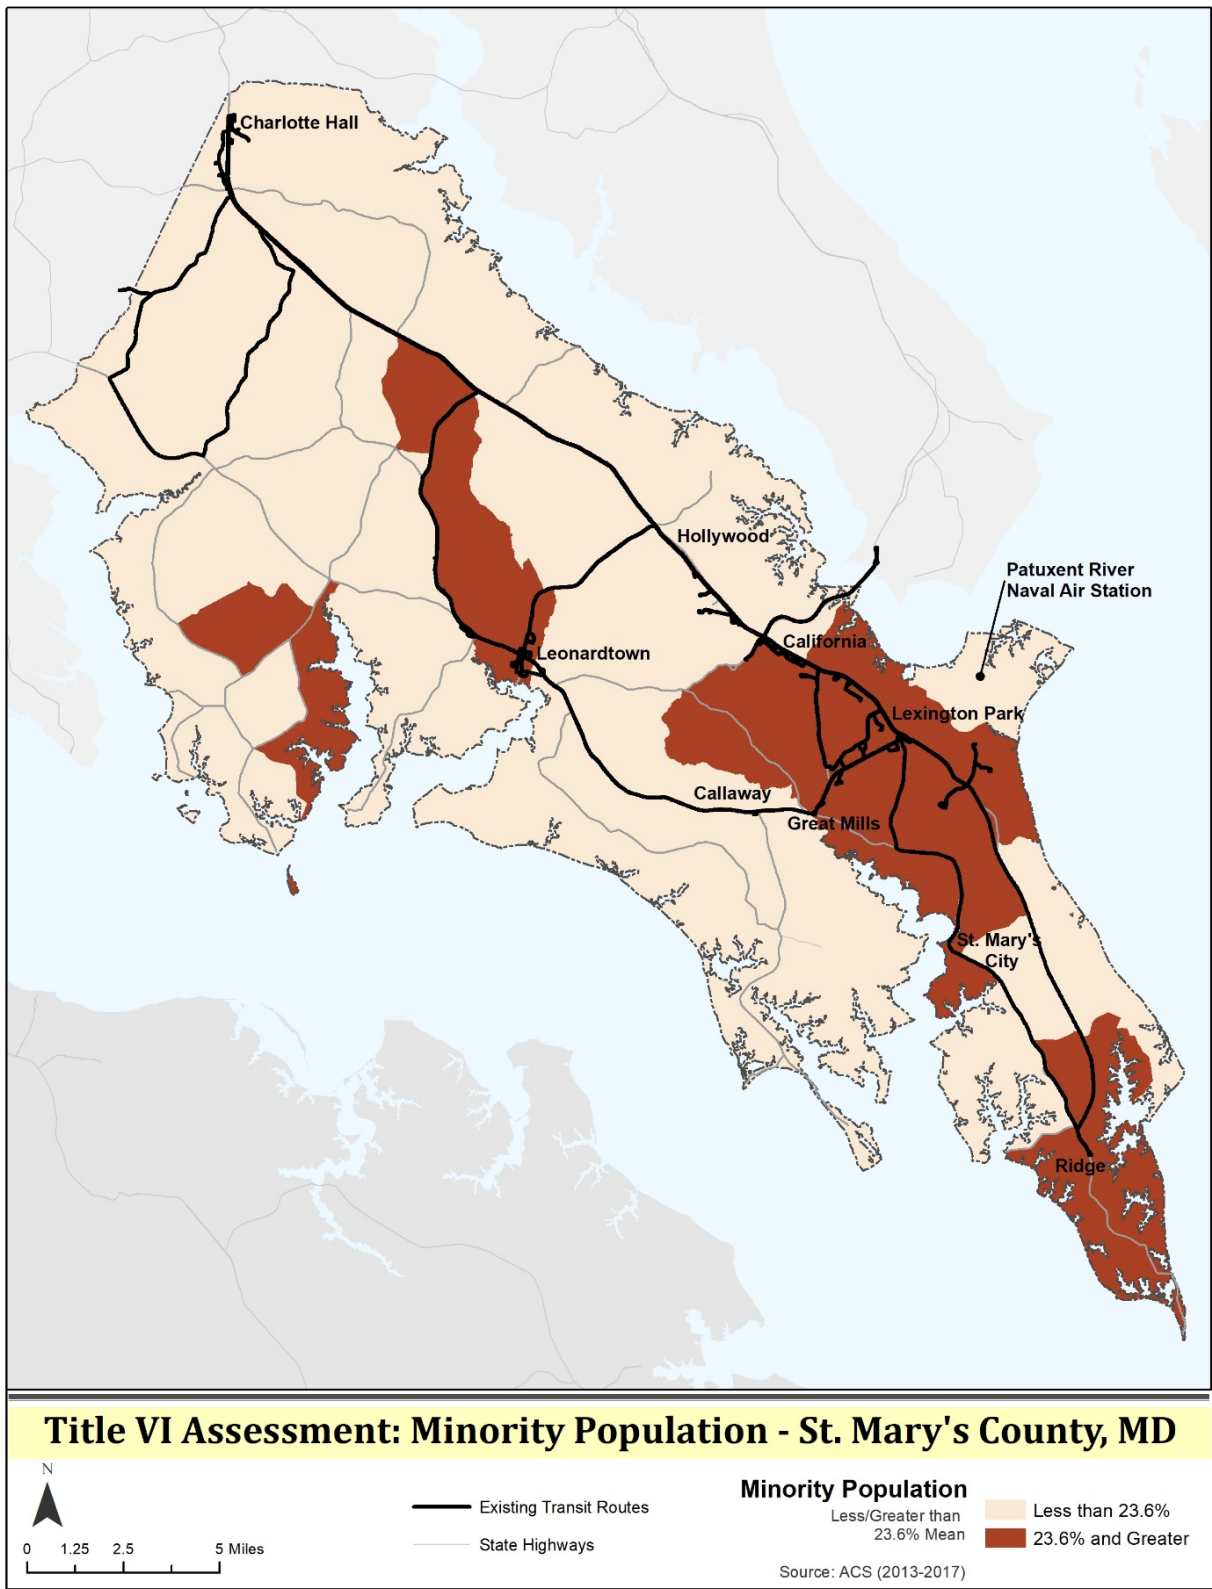 Charlotte Hall
Hollywood
Patuxent River
Naval Air Station
California
Leonardtown
Lexington Park
Callaway
Great Mills
St. Mary's
City
Ridge
Title VI Assessment: Minority Population - St. Mary's County, MD
N
0 1.25 2.5 5 Miles
Existing Transit Routes
State Highways
Minority Population
Less/Greater than
23.6% Mean
Less than 23.6%
23.6% and Greater
Source: ACS (2013-2017)